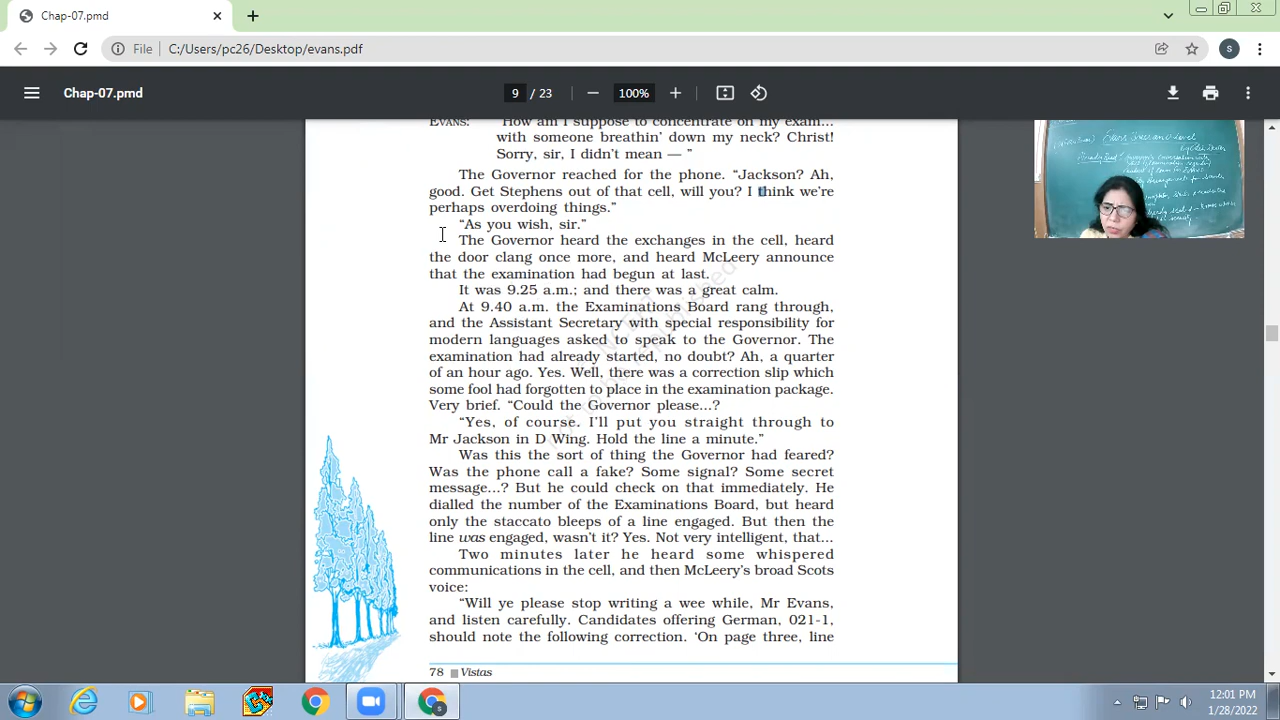 Chap-07.pmd
File C:/Users/pc26/Desktop/evans.pdf
S
Chap-07.pmd
9 / 23
100%
EVANS: "How am I suppose to concentrate on my exam...
with someone breathin' down my neck? Christ!
Sorry, sir, I didn't mean — "
The Governor reached for the phone. "Jackson? Ah,
good. Get Stephens out of that cell, will you? I think we're
perhaps overdoing things."
"As you wish, sir."
The Governor heard the exchanges in the cell, heard
the door clang once more, and heard McLeery announce
that the examination had begun at last.
It was 9.25 a.m.; and there was a great calm.
At 9.40 a.m. the Examinations Board rang through,
and the Assistant Secretary with special responsibility for
modern languages asked to speak to the Governor. The
examination had already started, no doubt? Ah, a quarter
of an hour ago. Yes. Well, there was a correction slip which
some fool had forgotten to place in the examination package.
Very brief. "Could the Governor please...?
"Yes, of course. I'll put you straight through to
Mr Jackson in D Wing. Hold the line a minute."
Was this the sort of thing the Governor had feared?
Was the phone call a fake? Some signal? Some secret
message...? But he could check on that immediately. He
dialled the number of the Examinations Board, but heard
only the staccato bleeps of a line engaged. But then the
line was engaged, wasn't it? Yes. Not very intelligent, that...
Two minutes later he heard some whispered
communications in the cell, and then McLeery's broad Scots
voice:
"Will ye please stop writing a wee while, Mr Evans,
and listen carefully. Candidates offering German, 021-1,
should note the following correction. 'On page three, line
78 Vistas
12:01 PM
1/28/2022